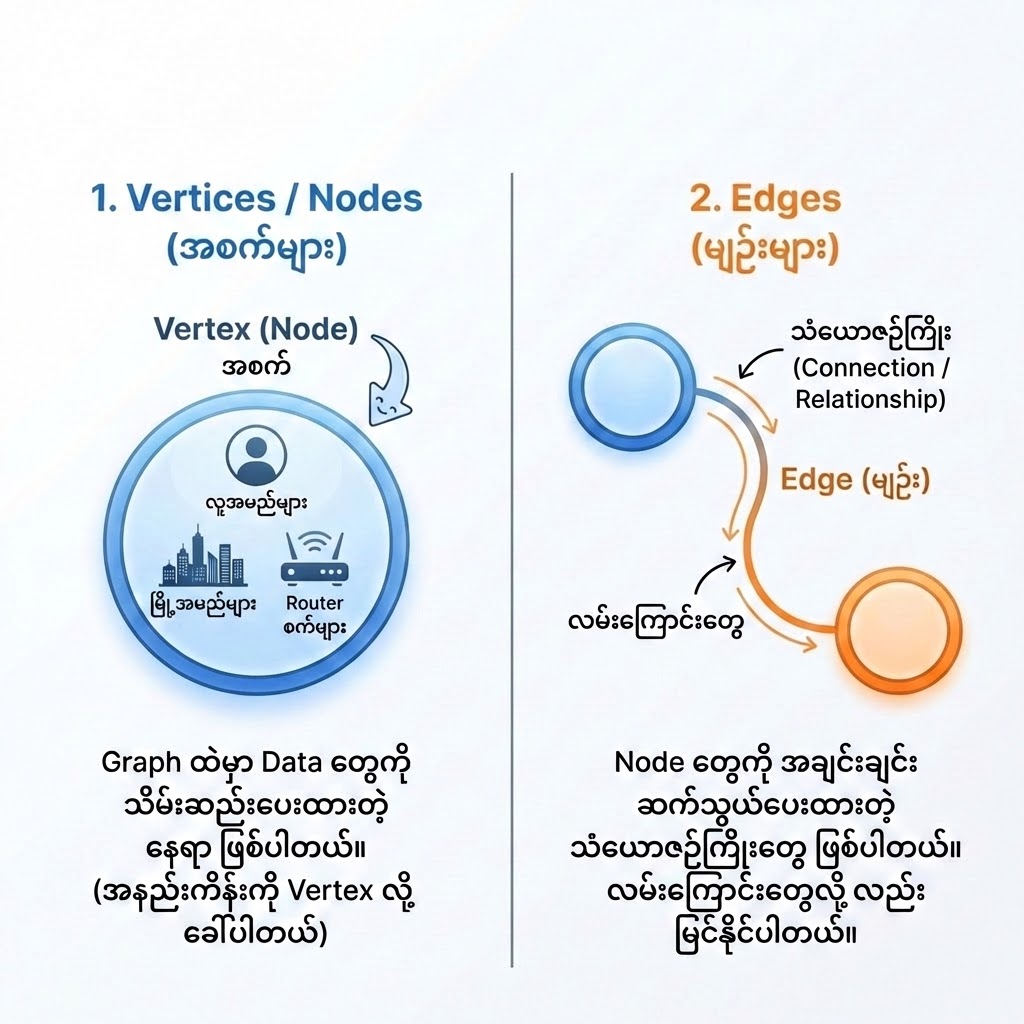 1. Vertices / Nodes
(အစက်များ)
Vertex (Node)
အစက်
လူအမည်များ
မြို့အမည်များ
Router
စက်များ
Graph ထဲမှာ Data တွေကို
သိမ်းဆည်းပေးထားတဲ့
နေရာ ဖြစ်ပါတယ်။
(အနည်းကိန်းကို Vertex လို့
ခေါ်ပါတယ်)
2. Edges
(မျဉ်းများ)
သံယောဇဉ်ကြိုး
(Connection /
Relationship)
Edge (မျဉ်း)
လမ်းကြောင်းတွေ
Node တွေကို အချင်းချင်း
ဆက်သွယ်ပေးထားတဲ့
သံယောဇဉ်ကြိုးတွေ ဖြစ်ပါတယ်။
လမ်းကြောင်းတွေလို့ လည်း
မြင်နိုင်ပါတယ်။